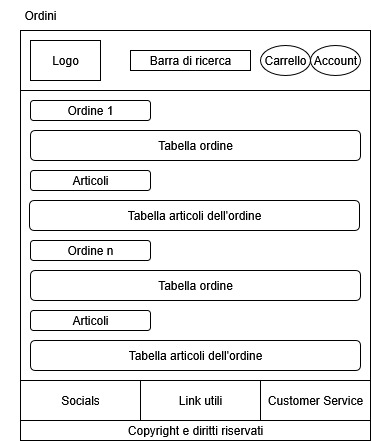 Ordini
Logo
Barra di ricerca
Carrello
Account
Ordine 1
Tabella ordine
Articoli
Tabella articoli dell'ordine
Ordine n
Tabella ordine
Articoli
Tabella articoli dell'ordine
Socials
Link utili
Customer Service
Copyright e diritti riservati